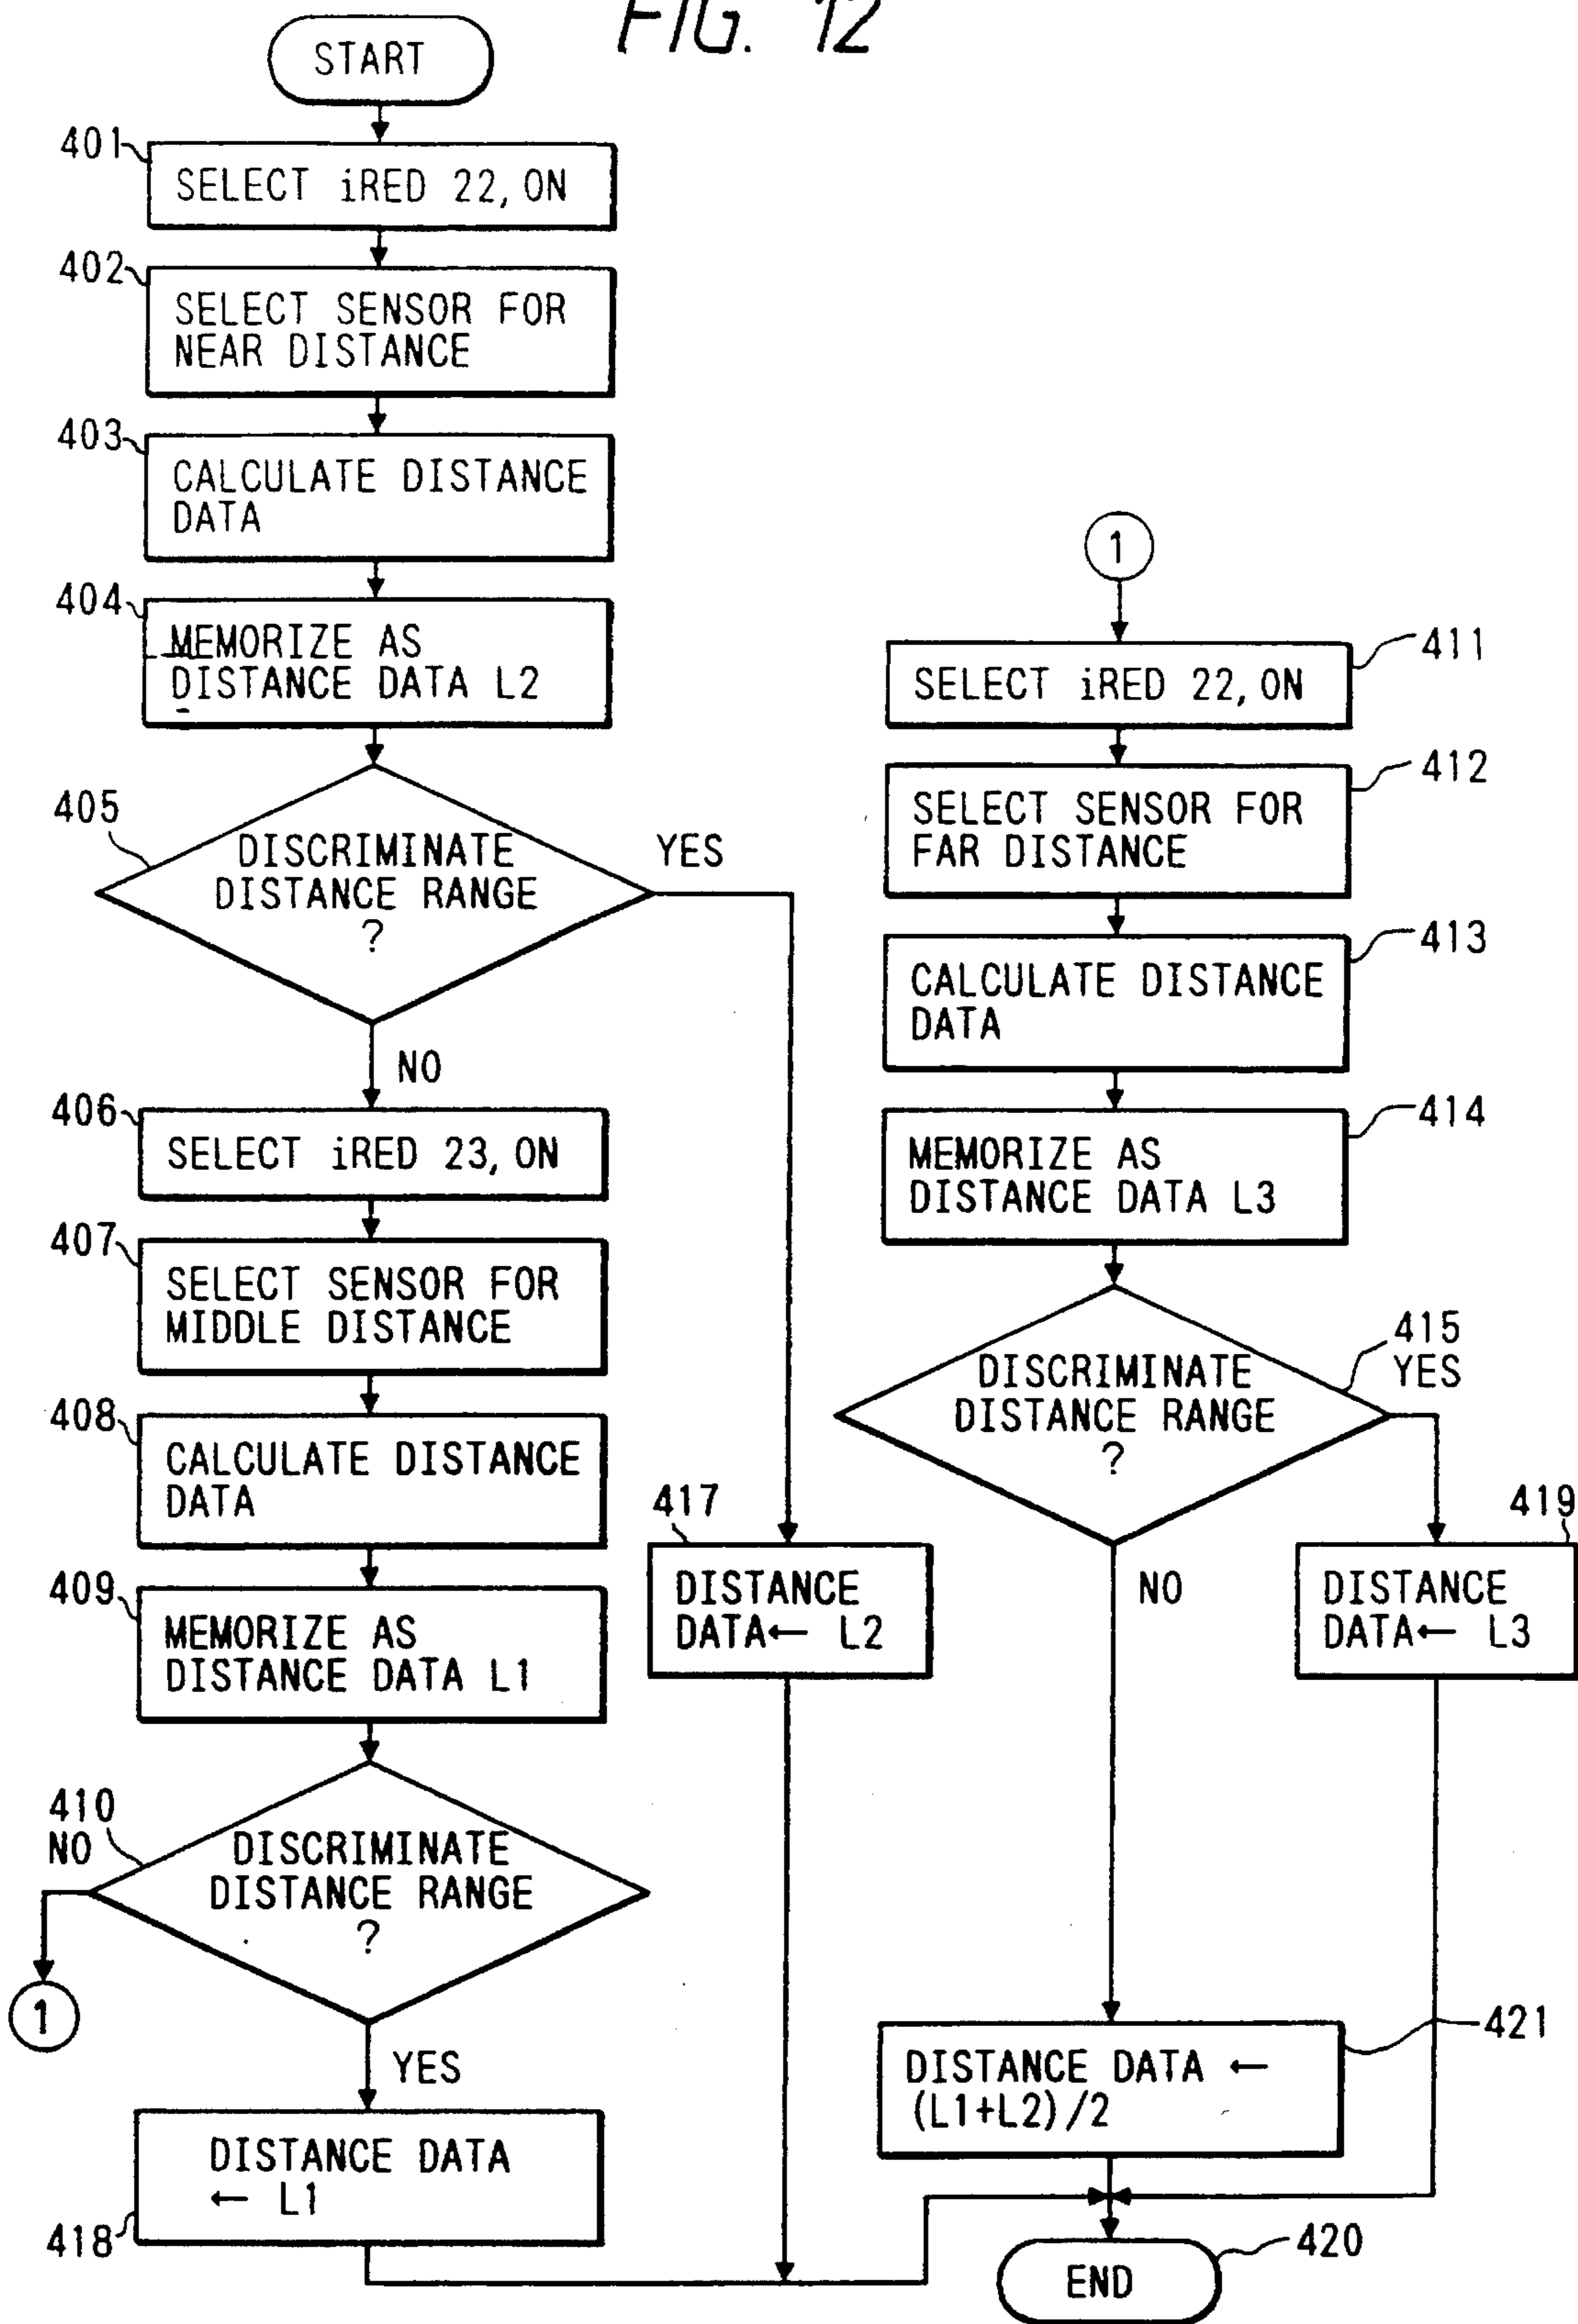 FIG. 12
START
401
SELECT iRED 22, ON
402
SELECT SENSOR FOR
NEAR DISTANCE
403
CALCULATE DISTANCE
DATA
404
MEMORIZE AS
DISTANCE DATA L2
405
DISCRIMINATE
DISTANCE RANGE
?
YES
NO
406
SELECT iRED 23, ON
407
SELECT SENSOR FOR
MIDDLE DISTANCE
408
CALCULATE DISTANCE
DATA
409
MEMORIZE AS
DISTANCE DATA L1
410
NO
DISCRIMINATE
DISTANCE RANGE
?
1
YES
DISTANCE DATA
← L1
418
417
DISTANCE
DATA← L2
1
411
SELECT iRED 22, ON
412
SELECT SENSOR FOR
FAR DISTANCE
413
CALCULATE DISTANCE
DATA
414
MEMORIZE AS
DISTANCE DATA L3
415
YES
DISCRIMINATE
DISTANCE RANGE
?
NO
419
DISTANCE
DATA← L3
421
DISTANCE DATA ←
(L1+L2)/2
420
END